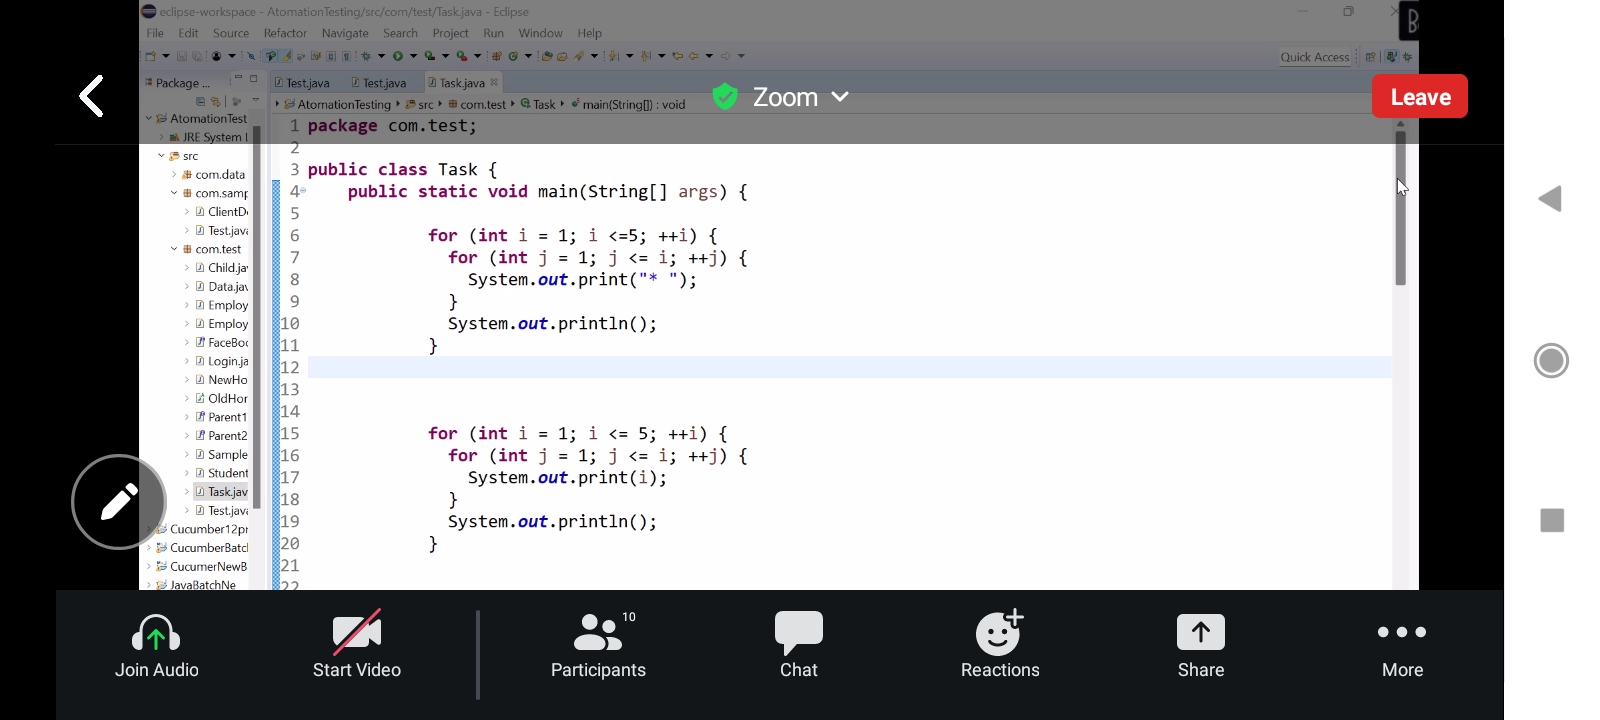 eclipse-workspace - AtomationTesting/src/com/test/Task.java - Eclipse
File Edit Source Refactor Navigate Search Project Run Window Help
Quick Access
Package ...
Test.java Test.java Task.java
AtomationTesting src com.test Task main(String[]) : void
Zoom
Leave
AtomationTest
JRE System
src
com.data
com.samp
ClientDe
Test.java
com.test
Child.jav
Data.jav
Employ
Employ
FaceBoo
Login.ja
NewHo
OldHor
Parent1
Parent2
Sample
Student
Task.jav
Test.java
Cucumber12pr
CucumberBatcl
CucumerNewB
JavaBatchNe
1 package com.test;
2
3 public class Task {
4 public static void main(String[] args) {
5
6 for (int i = 1; i <=5; ++i) {
7 for (int j = 1; j <= i; ++j) {
8 System.out.print("* ");
9 }
10 System.out.println();
11 }
12
13
14
15 for (int i = 1; i <= 5; ++i) {
16 for (int j = 1; j <= i; ++j) {
17 System.out.print(i);
18 }
19 System.out.println();
20 }
21
22
Join Audio
Start Video
Participants 10
Chat
Reactions
Share
More